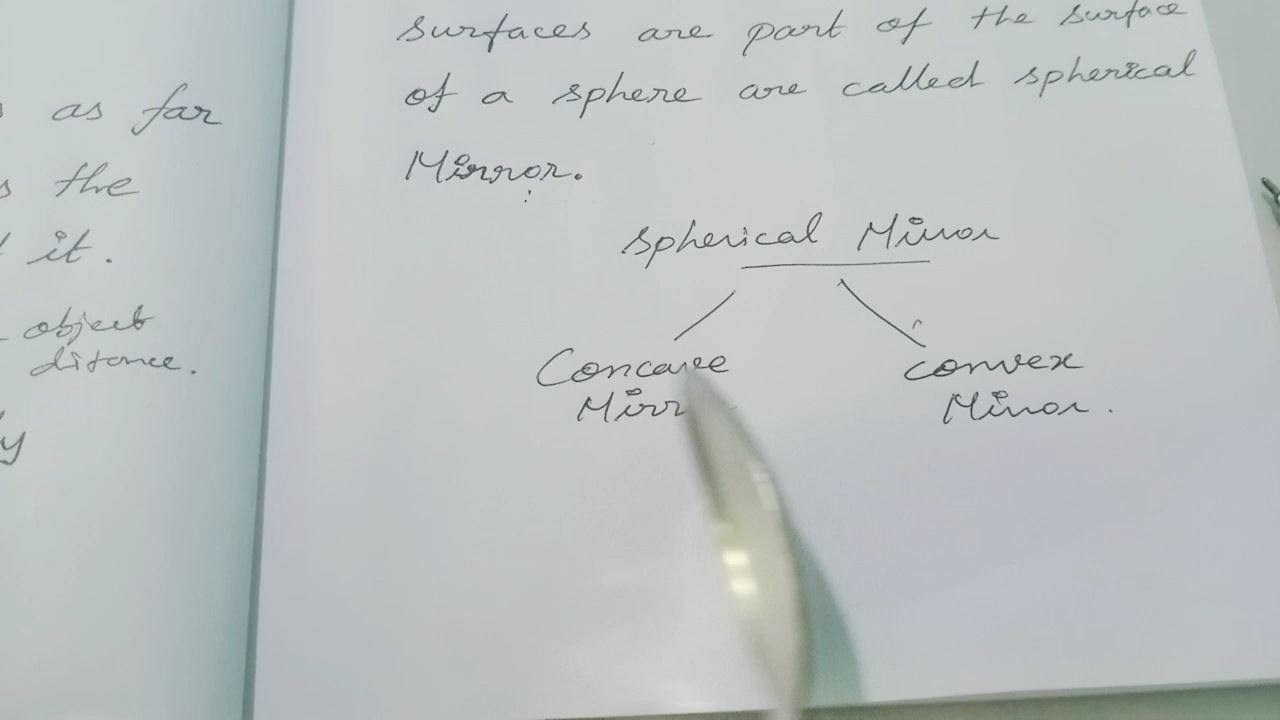 as far
the
it.
object
distance.
surfaces are part of the surface
of a sphere are called spherical
Mirror.
Spherical Mirror
Concave
Mirr
convex
Mirror.